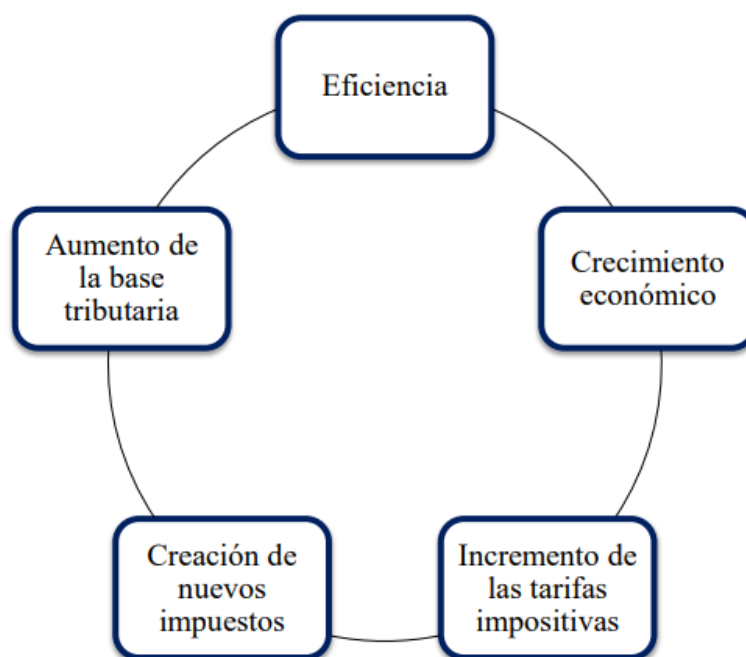 Eficiencia
Crecimiento
económico
Incremento de
las tarifas
impositivas
Creación de
nuevos
impuestos
Aumento de
la base
tributaria